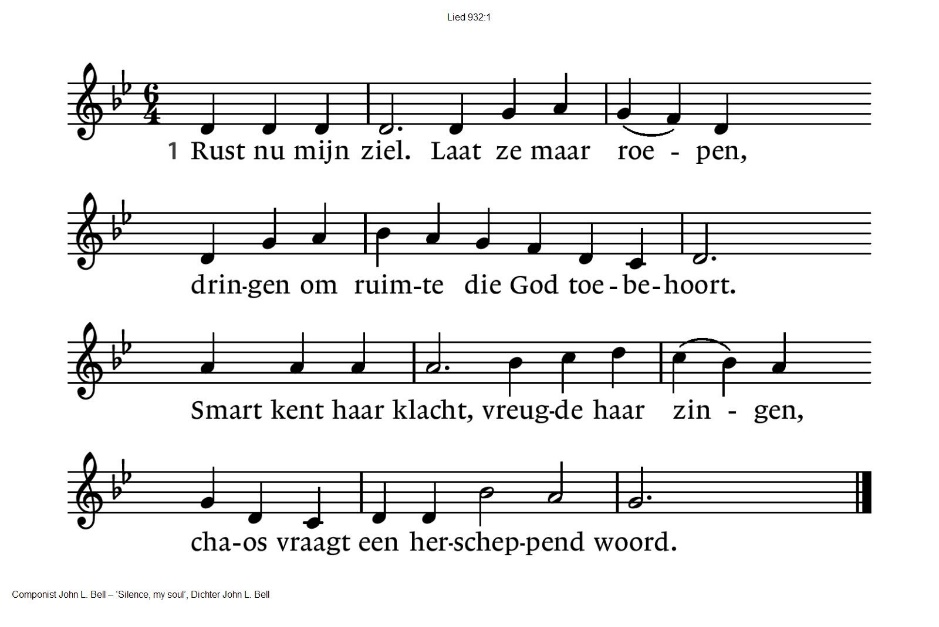 Lied 932:1
6
4
1 Rust nu mijn ziel. Laat ze maar roe - pen,
drin-gen om ruim-te die God toe-be-hoort.
Smart kent haar klacht, vreug-de haar zin - gen,
cha-os vraagt een her-schep-pend woord.
Componist John L. Bell – 'Silence, my soul', Dichter John L. Bell